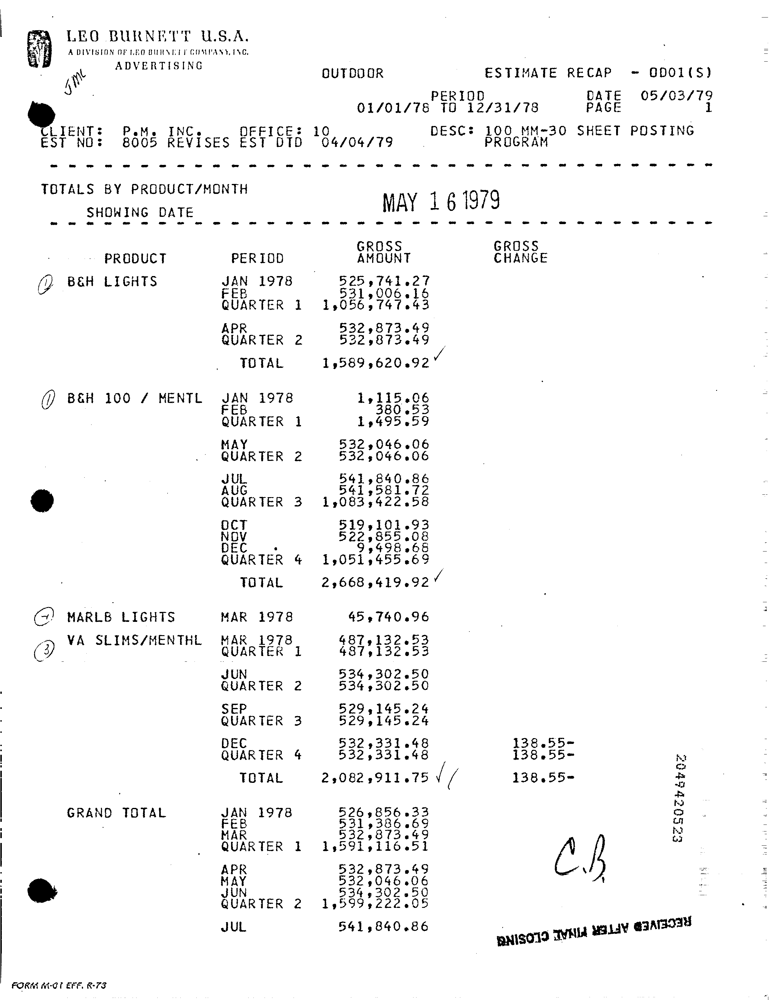 LEO BURNETT U.S.A.
A DIVISION OF LEO BURNETT COMPANY, INC.
ADVERTISING
JMC
OUTDOOR ESTIMATE RECAP - OD01(S)
PERIOD DATE 05/03/79
01/01/78 TO 12/31/78 PAGE 1
CLIENT: P.M. INC. OFFICE: 10 DESC: 100 MM-30 SHEET POSTING
EST NO: 8005 REVISES EST DTD 04/04/79 PROGRAM
TOTALS BY PRODUCT/MONTH
MAY 16 1979
SHOWING DATE
GROSS GROSS
PRODUCT PERIOD AMOUNT CHANGE
1 B&H LIGHTS JAN 1978 525,741.27
FEB 531,006.16
QUARTER 1 1,056,747.43
APR 532,873.49
QUARTER 2 532,873.49
TOTAL 1,589,620.92 ✓
1 B&H 100 / MENTL JAN 1978 1,115.06
FEB 380.53
QUARTER 1 1,495.59
MAY 532,046.06
QUARTER 2 532,046.06
JUL 541,840.86
AUG 541,581.72
QUARTER 3 1,083,422.58
OCT 519,101.93
NOV 522,855.08
DEC 9,498.68
QUARTER 4 1,051,455.69
TOTAL 2,668,419.92 ✓
MARLB LIGHTS MAR 1978 45,740.96
3 VA SLIMS/MENTHL MAR 1978 487,132.53
QUARTER 1 487,132.53
JUN 534,302.50
QUARTER 2 534,302.50
SEP 529,145.24
QUARTER 3 529,145.24
DEC 532,331.48 138.55-
QUARTER 4 532,331.48 138.55-
TOTAL 2,082,911.75 ✓ 138.55-
GRAND TOTAL JAN 1978 526,856.33
FEB 531,386.69
MAR 532,873.49
QUARTER 1 1,591,116.51
APR 532,873.49
MAY 532,046.06
JUN 534,302.50
QUARTER 2 1,599,222.05
JUL 541,840.86
2049420523
C.B.
RECEIVED AFTER FINAL CLOSING
FORM M-01 EFF. R-73